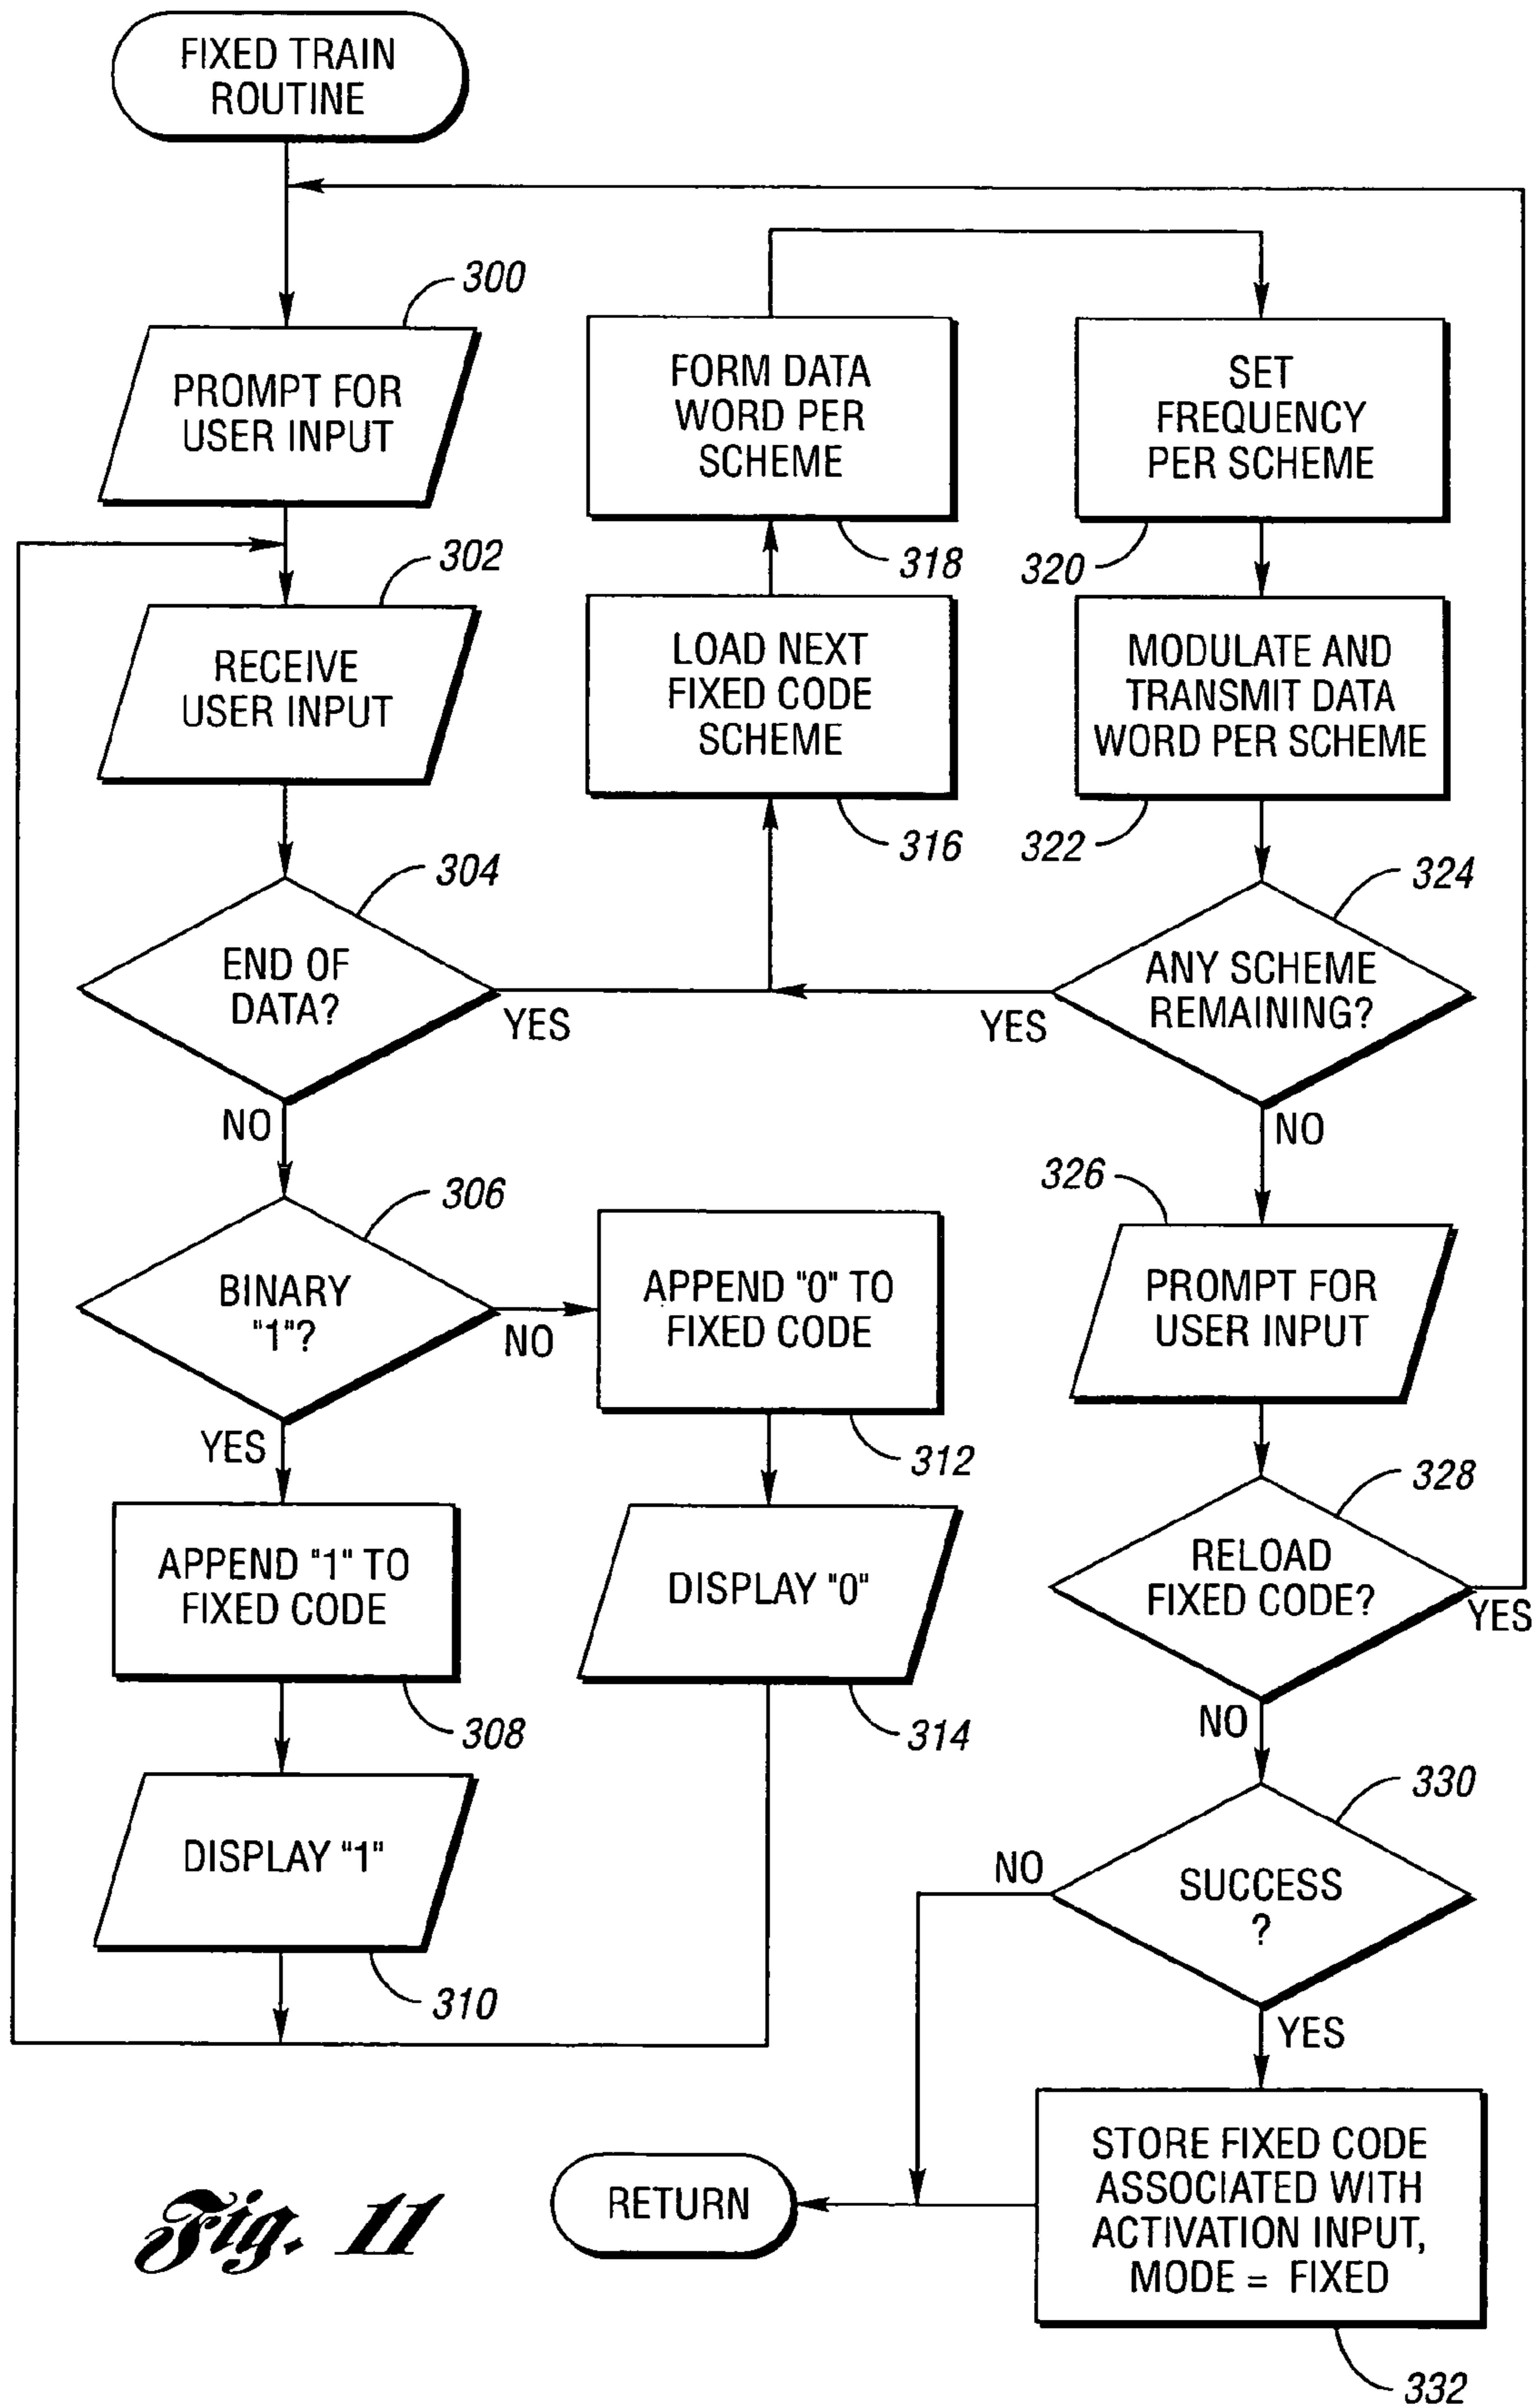 FIXED TRAIN
ROUTINE
300
PROMPT FOR
USER INPUT
302
RECEIVE
USER INPUT
304
END OF
DATA?
YES
NO
306
BINARY
"1"?
NO
YES
APPEND "1" TO
FIXED CODE
308
DISPLAY "1"
310
APPEND "0" TO
FIXED CODE
312
DISPLAY "0"
314
LOAD NEXT
FIXED CODE
SCHEME
316
FORM DATA
WORD PER
SCHEME
318
SET
FREQUENCY
PER SCHEME
320
MODULATE AND
TRANSMIT DATA
WORD PER SCHEME
322
324
ANY SCHEME
REMAINING?
YES
NO
326
PROMPT FOR
USER INPUT
328
RELOAD
FIXED CODE?
YES
NO
330
SUCCESS
?
NO
YES
STORE FIXED CODE
ASSOCIATED WITH
ACTIVATION INPUT,
MODE = FIXED
332
RETURN
Fig. 11